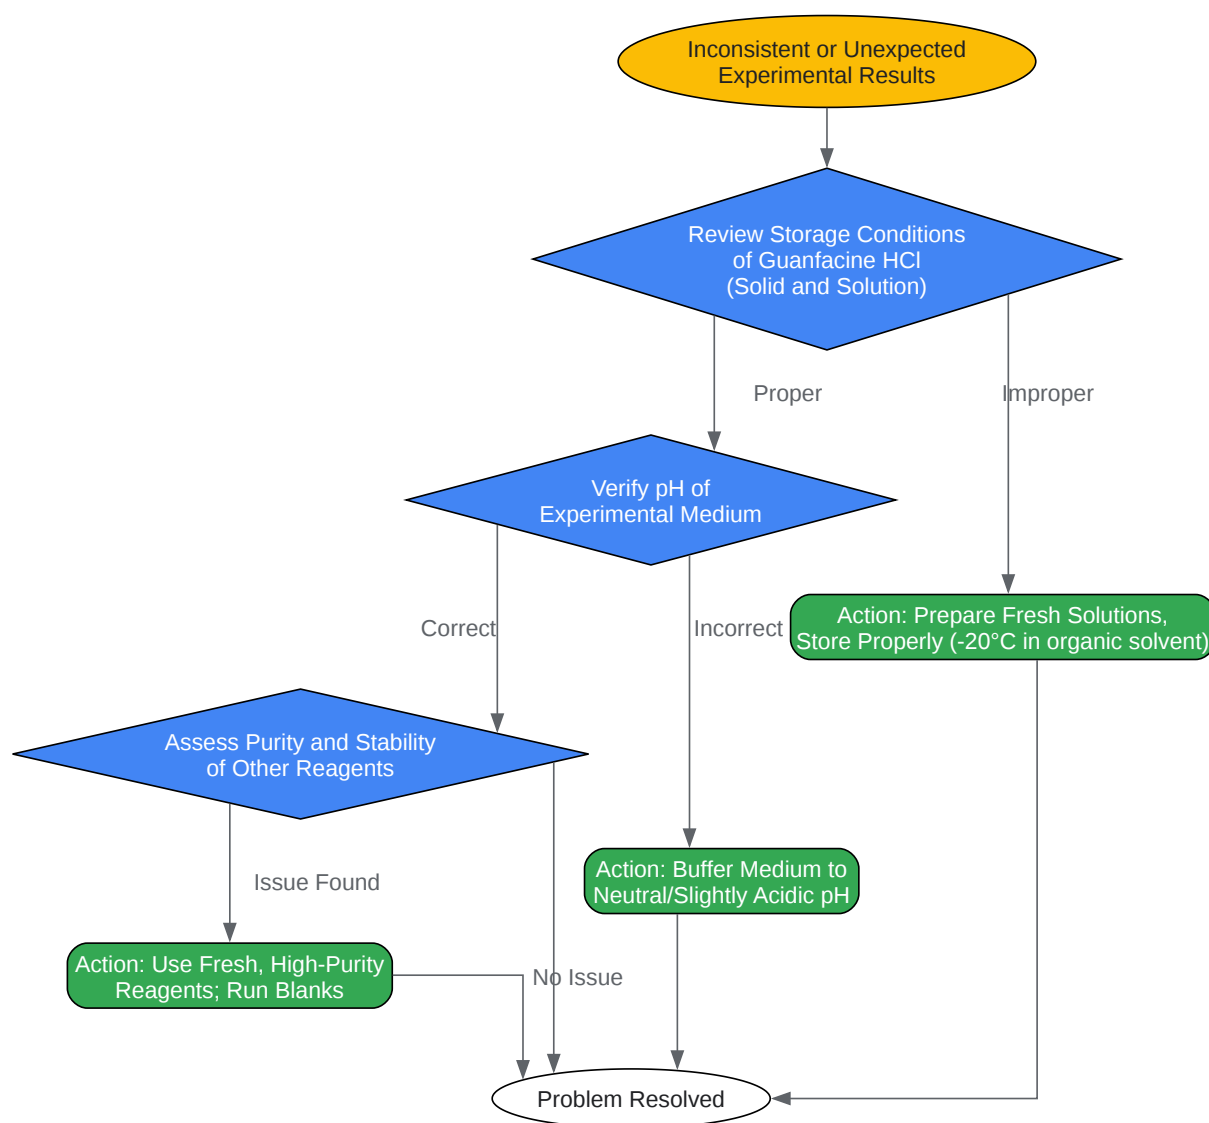 Inconsistent or Unexpected
Experimental Results
Review Storage Conditions
of Guanfacine HCl
(Solid and Solution)
Proper
Improper
Verify pH of
Experimental Medium
Correct
Incorrect
Action: Prepare Fresh Solutions,
Store Properly (-20°C in organic solvent)
Assess Purity and Stability
of Other Reagents
Issue Found
Action: Buffer Medium to
Neutral/Slightly Acidic pH
Action: Use Fresh, High-Purity
Reagents; Run Blanks
No Issue
Problem Resolved